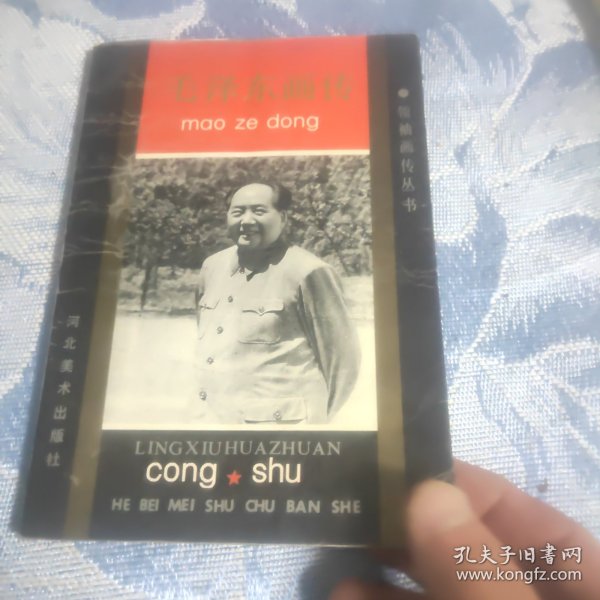 毛泽东画传
mao ze dong
领袖画传丛书
河北美术出版社
LINGXIUHUAZHUAN
cong ★ shu
HE BEI MEI SHU CHU BAN SHE
孔夫子旧書网
www.kongfz.com